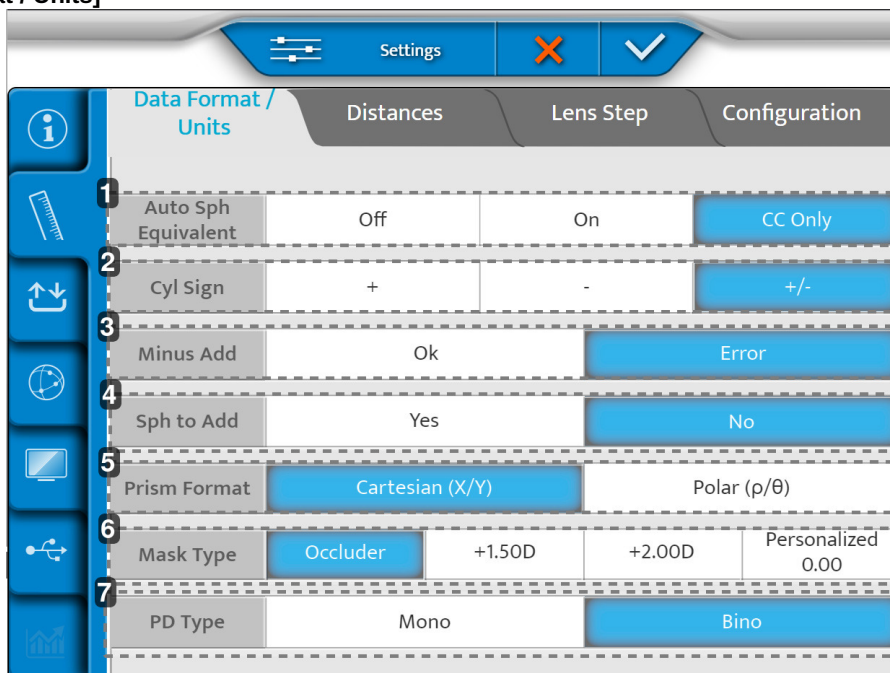 t / Units]
Settings
Data Format /
Units
Distances
Lens Step
Configuration
1
Auto Sph
Equivalent
Off
On
CC Only
2
Cyl Sign
+
-
+/-
3
Minus Add
Ok
Error
4
Sph to Add
Yes
No
5
Prism Format
Cartesian (X/Y)
Polar (ρ/θ)
6
Mask Type
Occluder
+1.50D
+2.00D
Personalized
0.00
7
PD Type
Mono
Bino